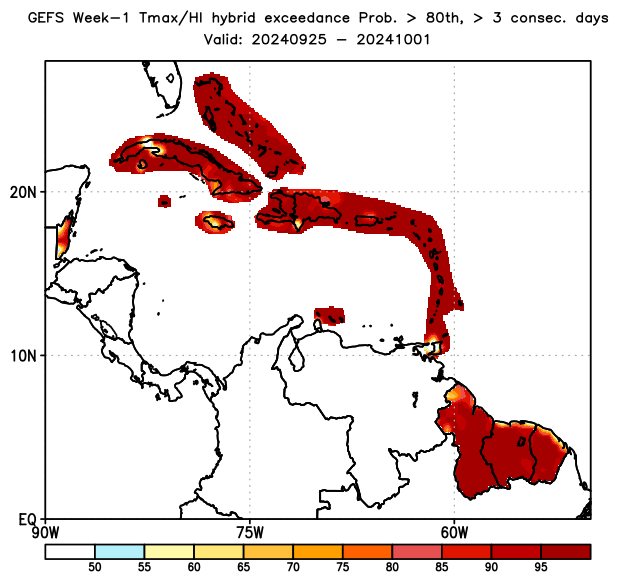 GEFS Week-1 Tmax/HI hybrid exceedance Prob. > 80th, > 3 consec. days
Valid: 20240925 - 20241001
20N
10N
EQ
90W 75W 60W
50 55 60 65 70 75 80 85 90 95